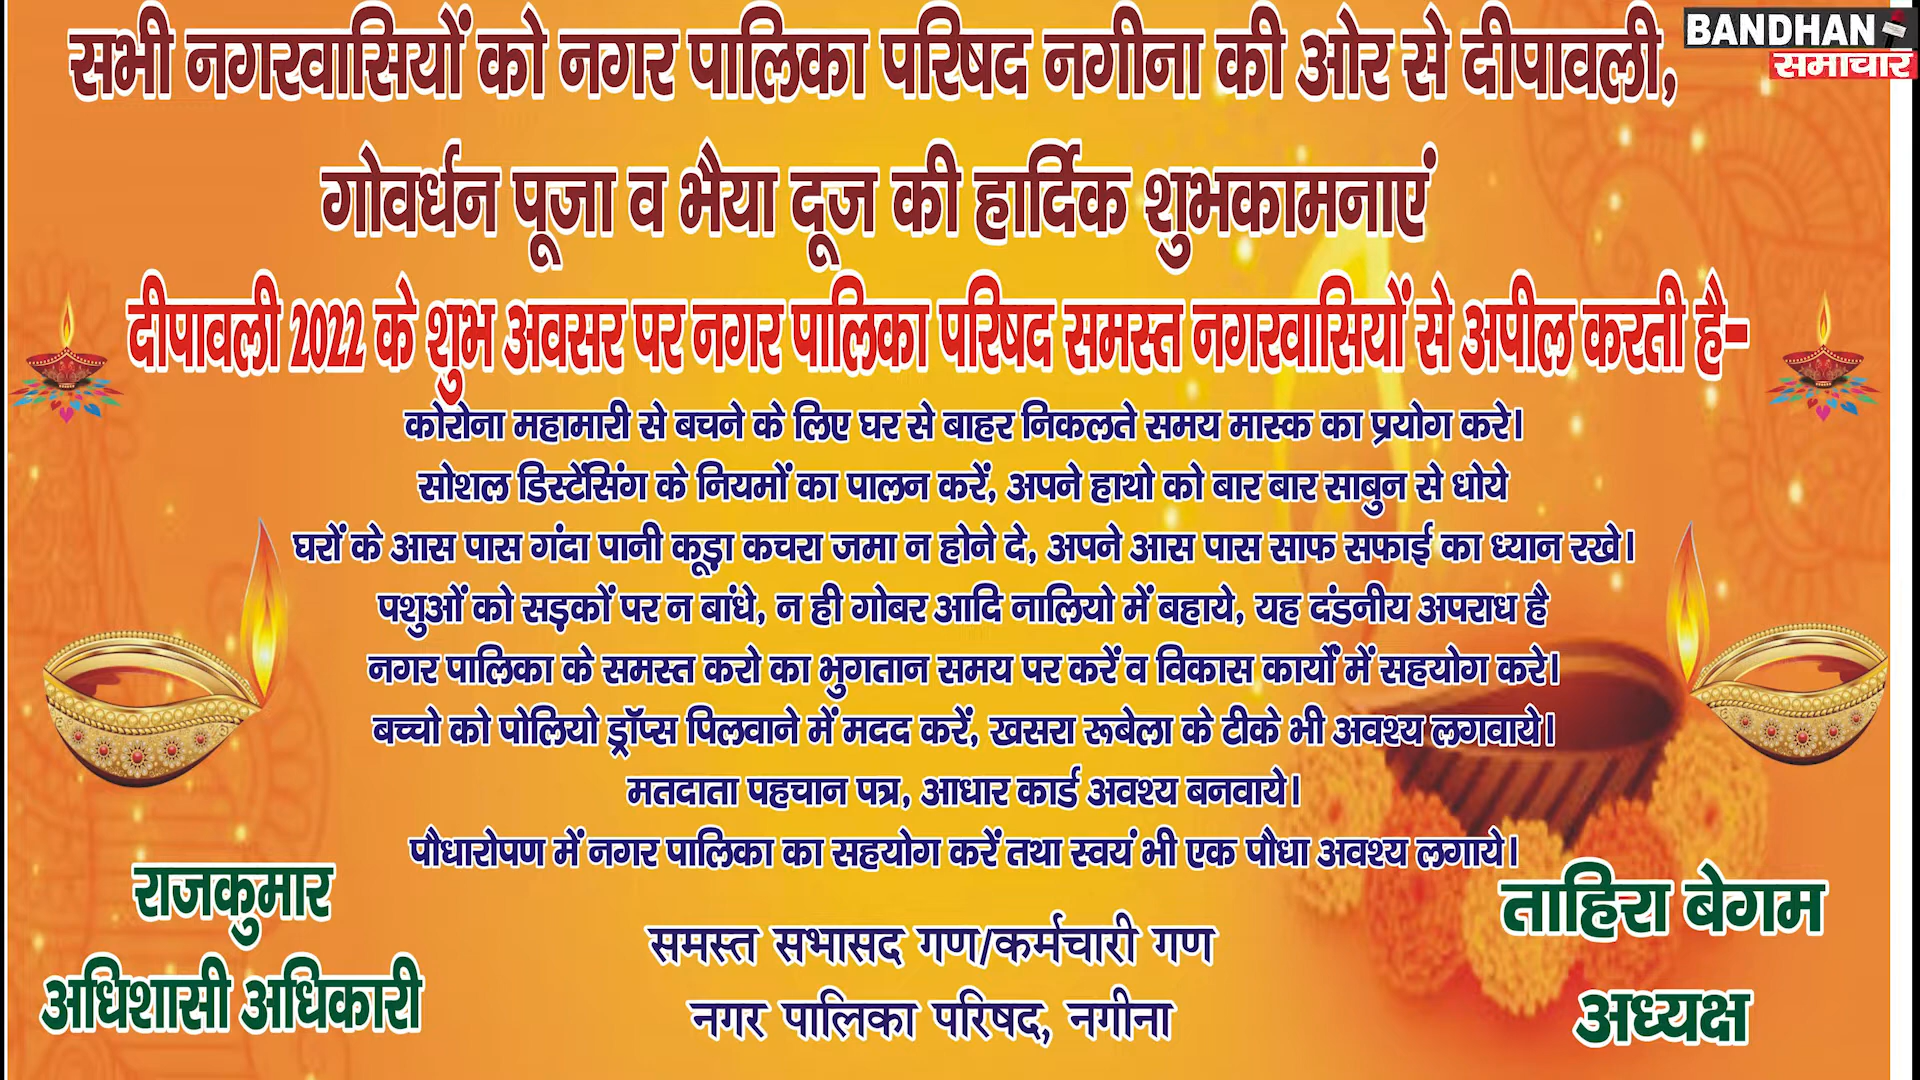 सभी नगरवासियों को नगर पालिका परिषद नगीना की ओर से दीपावली,
BANDHAN
समाचार
गोवर्धन पूजा व भैया दूज की हार्दिक शुभकामनाएं
दीपावली 2022 के शुभ अवसर पर नगर पालिका परिषद समस्त नगरवासियों से अपील करती है-
कोरोना महामारी से बचने के लिए घर से बाहर निकलते समय मास्क का प्रयोग करे।
सोशल डिस्टेंसिंग के नियमों का पालन करें, अपने हाथो को बार बार साबुन से धोये
घरों के आस पास गंदा पानी कूड़ा कचरा जमा न होने दे, अपने आस पास साफ सफाई का ध्यान रखे।
पशुओं को सड़कों पर न बांधे, न ही गोबर आदि नालियो में बहाये, यह दंडनीय अपराध है
नगर पालिका के समस्त करो का भुगतान समय पर करें व विकास कार्यों में सहयोग करे।
बच्चो को पोलियो ड्रॉप्स पिलवाने में मदद करें, खसरा रूबेला के टीके भी अवश्य लगवाये।
मतदाता पहचान पत्र, आधार कार्ड अवश्य बनवाये।
पौधारोपण में नगर पालिका का सहयोग करें तथा स्वयं भी एक पौधा अवश्य लगाये।
राजकुमार
अधिशासी अधिकारी
समस्त सभासद गण/कर्मचारी गण
नगर पालिका परिषद, नगीना
ताहिरा बेगम
अध्यक्ष